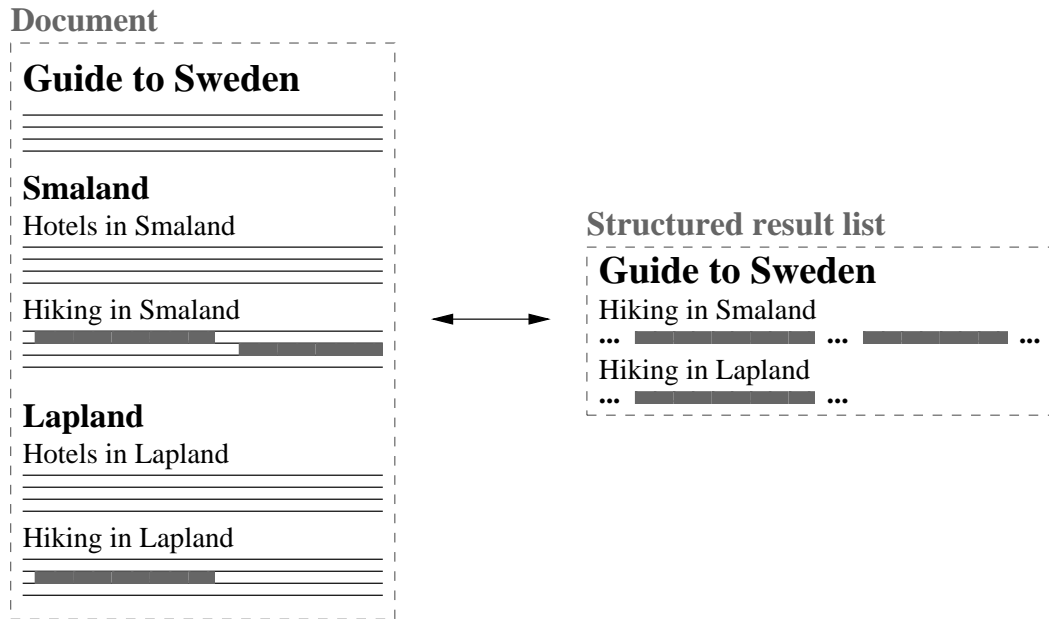 Document
Guide to Sweden
Smaland
Hotels in Smaland
Hiking in Smaland
Lapland
Hotels in Lapland
Hiking in Lapland
Structured result list
Guide to Sweden
Hiking in Smaland
... ... ...
Hiking in Lapland
... ...